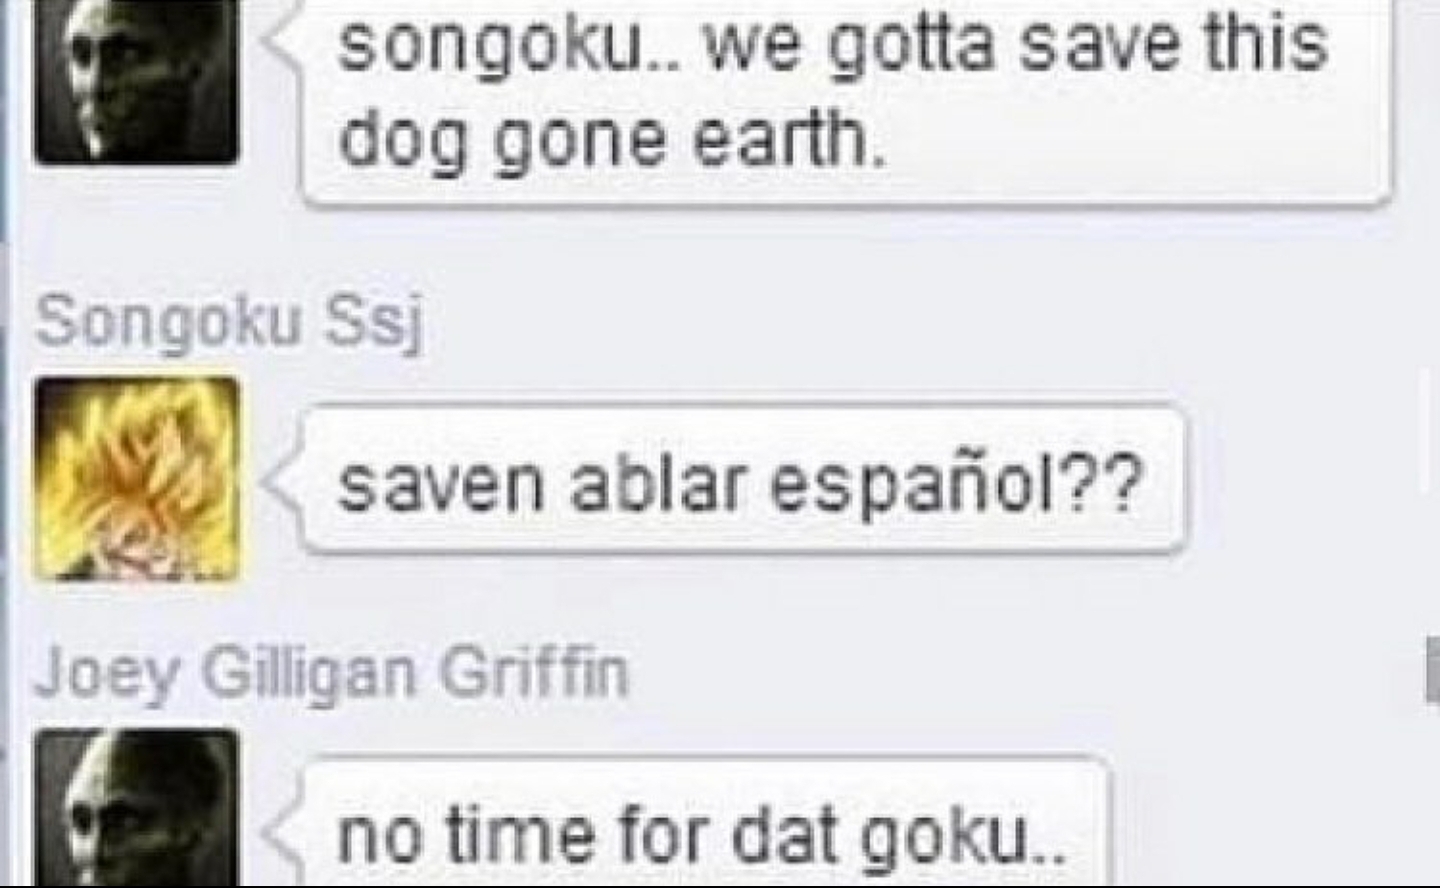 songoku.. we gotta save this
dog gone earth.
Songoku Ssj
saven ablar español??
Joey Gilligan Griffin
no time for dat goku..